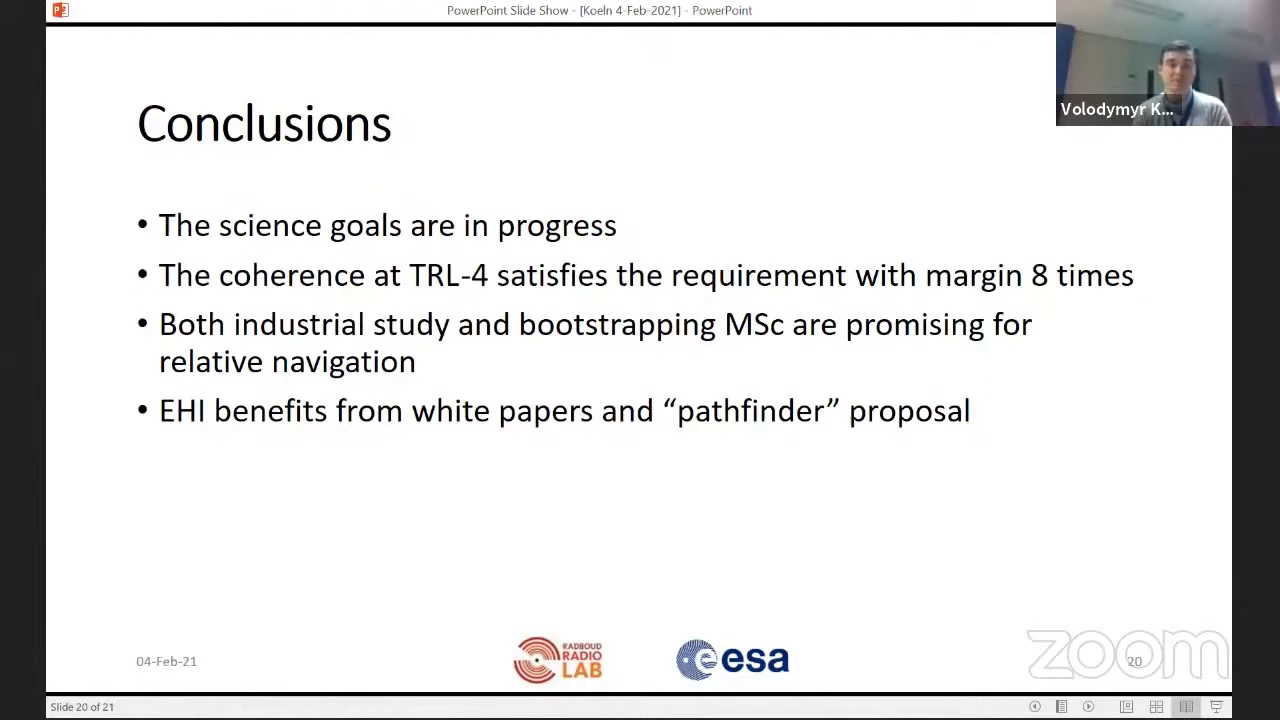 PowerPoint Slide Show - [Koeln 4-Feb-2021] - PowerPoint
Volodymyr K...
Conclusions
• The science goals are in progress
• The coherence at TRL-4 satisfies the requirement with margin 8 times
• Both industrial study and bootstrapping MSc are promising for
relative navigation
• EHI benefits from white papers and “pathfinder” proposal
04-Feb-21
RADBOUD
RADIO
LAB
esa
20
zoom
Slide 20 of 21